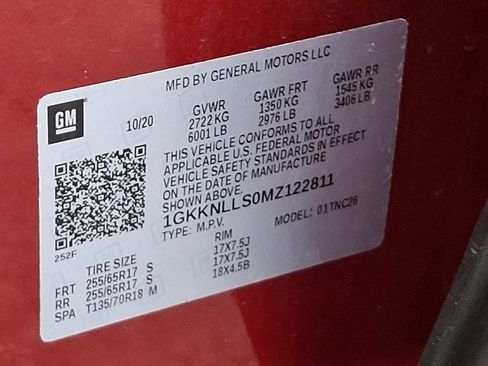 MFD BY GENERAL MOTORS LLC
GM
10/20 GVWR GAWR FRT GAWR RR
2722 KG 1350 KG 1545 KG
6001 LB 2976 LB 3406 LB
THIS VEHICLE CONFORMS TO ALL
APPLICABLE U.S. FEDERAL MOTOR
VEHICLE SAFETY STANDARDS IN EFFECT
ON THE DATE OF MANUFACTURE
SHOWN ABOVE.
1GKKNLLS0MZ122811
TYPE: M.P.V. MODEL: 01TNC26
252F
TIRE SIZE RIM
FRT 255/65R17 S 17X7.5J
RR 255/65R17 S 17X7.5J
SPA T135/70R18 M 18X4.5B